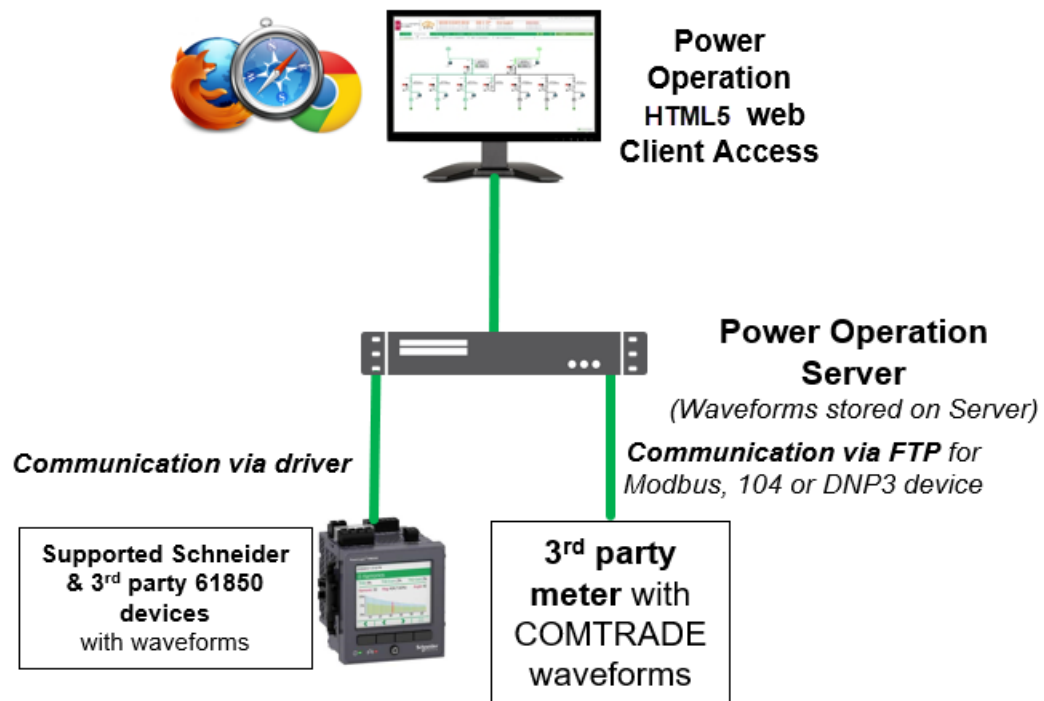 Power
Operation
HTML5 web
Client Access
Power Operation
Server
(Waveforms stored on Server)
Communication via driver
Communication via FTP for
Modbus, 104 or DNP3 device
Supported Schneider
& 3rd party 61850
devices
with waveforms
3rd party
meter with
COMTRADE
waveforms
Schneider